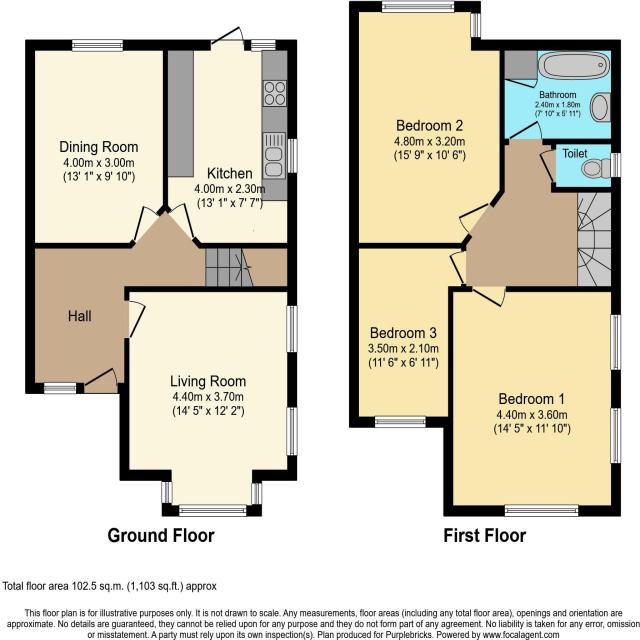 Dining Room
4.00m x 3.00m
(13' 1" x 9' 10")
Kitchen
4.00m x 2.30m
(13' 1" x 7' 7")
Hall
Living Room
4.40m x 3.70m
(14' 5" x 12' 2")
Ground Floor
Bedroom 2
4.80m x 3.20m
(15' 9" x 10' 6")
Bathroom
2.40m x 1.80m
(7' 10" x 5' 11")
Toilet
Bedroom 3
3.50m x 2.10m
(11' 6" x 6' 11")
Bedroom 1
4.40m x 3.60m
(14' 5" x 11' 10")
First Floor
Total floor area 102.5 sq.m. (1,103 sq.ft.) approx
This floor plan is for illustrative purposes only. It is not drawn to scale. Any measurements, floor areas (including any total floor area), openings and orientation are
approximate. No details are guaranteed, they cannot be relied upon for any purpose and they do not form part of any agreement. No liability is taken for any error, omission
or misstatement. A party must rely upon its own inspection(s). Plan produced for Purplebricks. Powered by www.focalagent.com